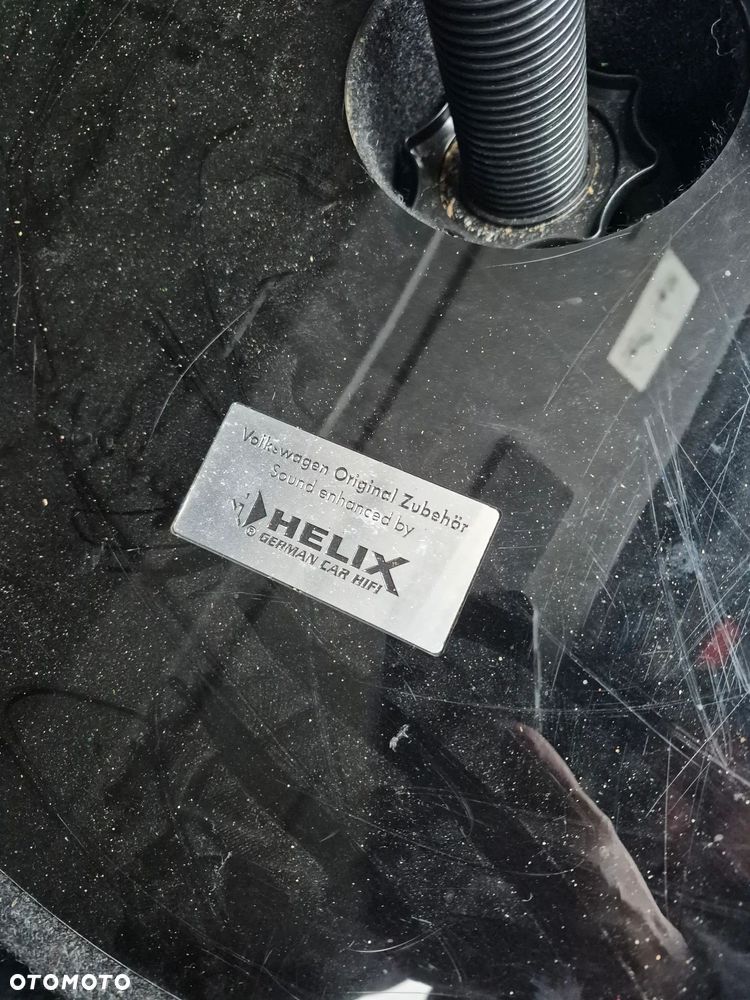 Volkswagen Original Zubehör
Sound enhanced by
HELIX
® GERMAN CAR HIFI
OTOMOTO